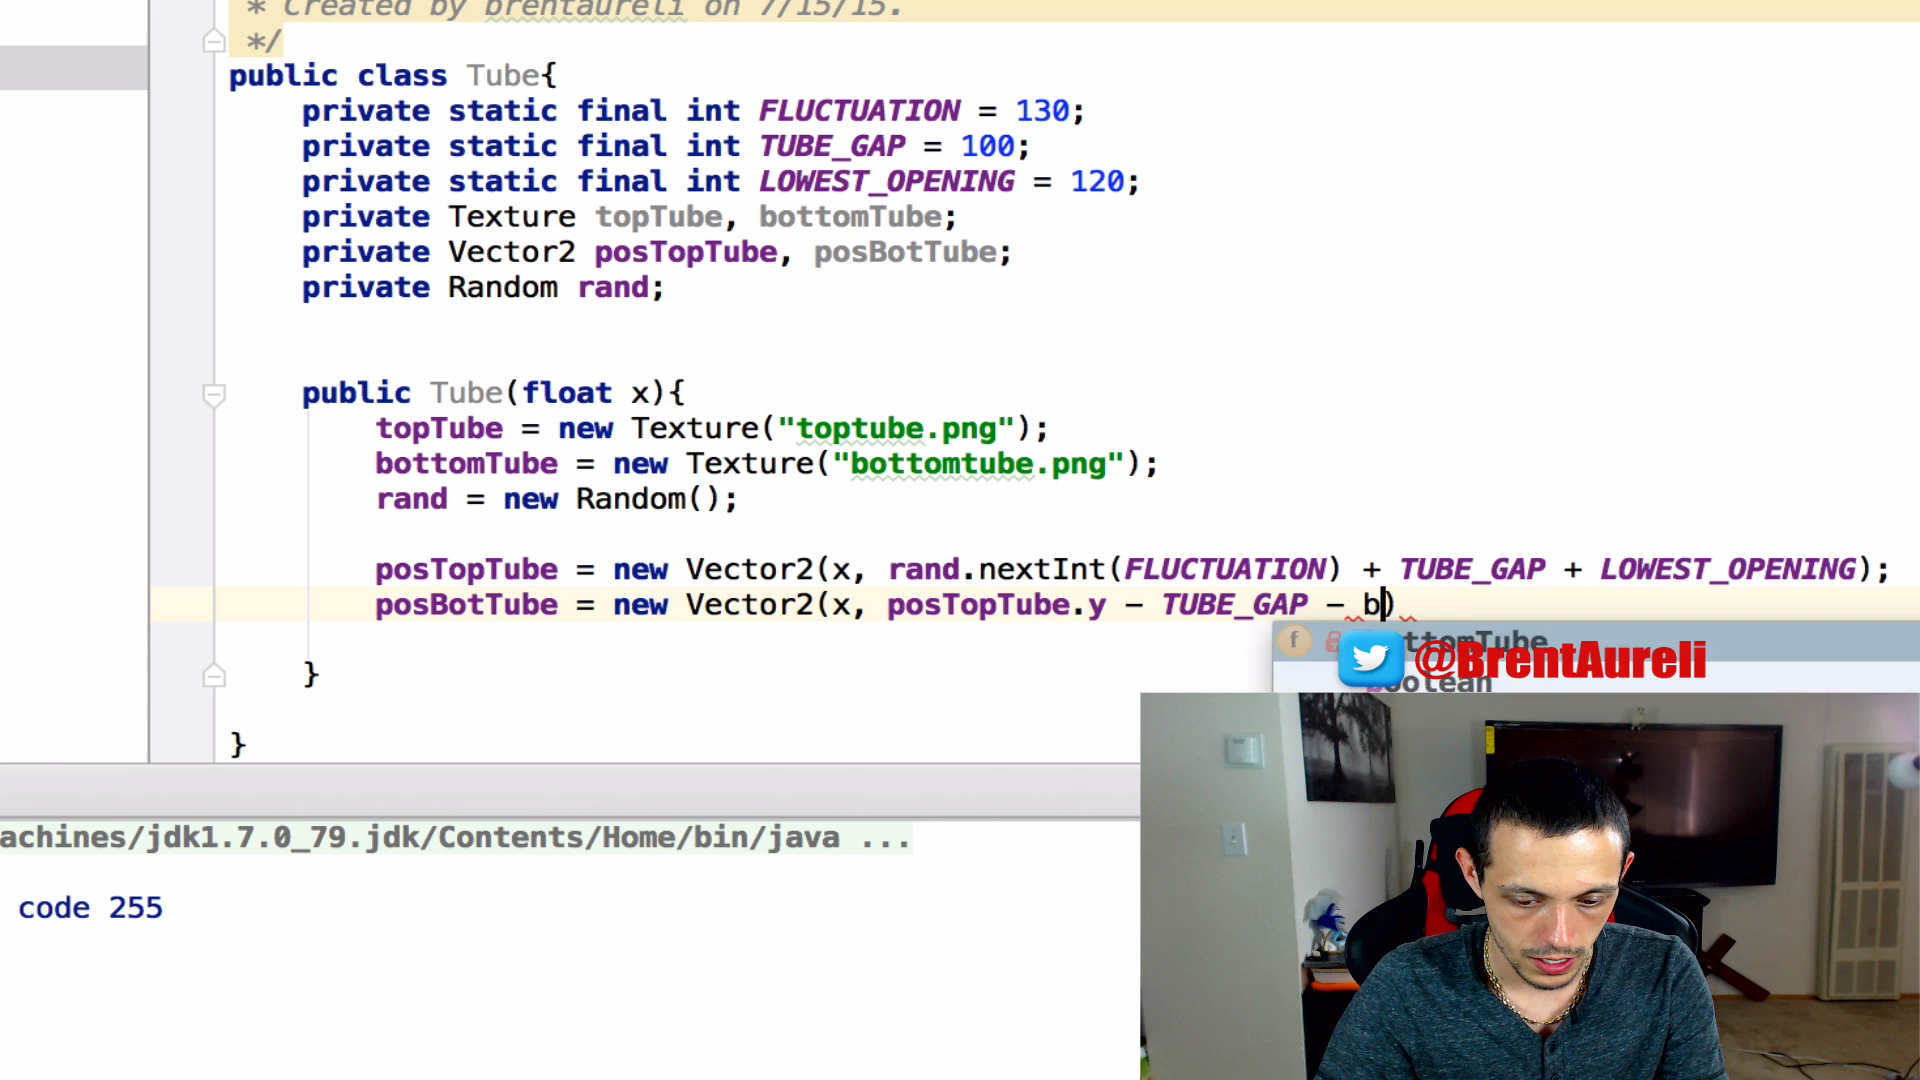 * Created by brentaureli on 7/15/15.
*/
public class Tube{
private static final int FLUCTUATION = 130;
private static final int TUBE_GAP = 100;
private static final int LOWEST_OPENING = 120;
private Texture topTube, bottomTube;
private Vector2 posTopTube, posBotTube;
private Random rand;
public Tube(float x){
topTube = new Texture("toptube.png");
bottomTube = new Texture("bottomtube.png");
rand = new Random();
posTopTube = new Vector2(x, rand.nextInt(FLUCTUATION) + TUBE_GAP + LOWEST_OPENING);
posBotTube = new Vector2(x, posTopTube.y - TUBE_GAP - b)
f
@BrentAureli
boolean
}
}
achines/jdk1.7.0_79.jdk/Contents/Home/bin/java ...
code 255